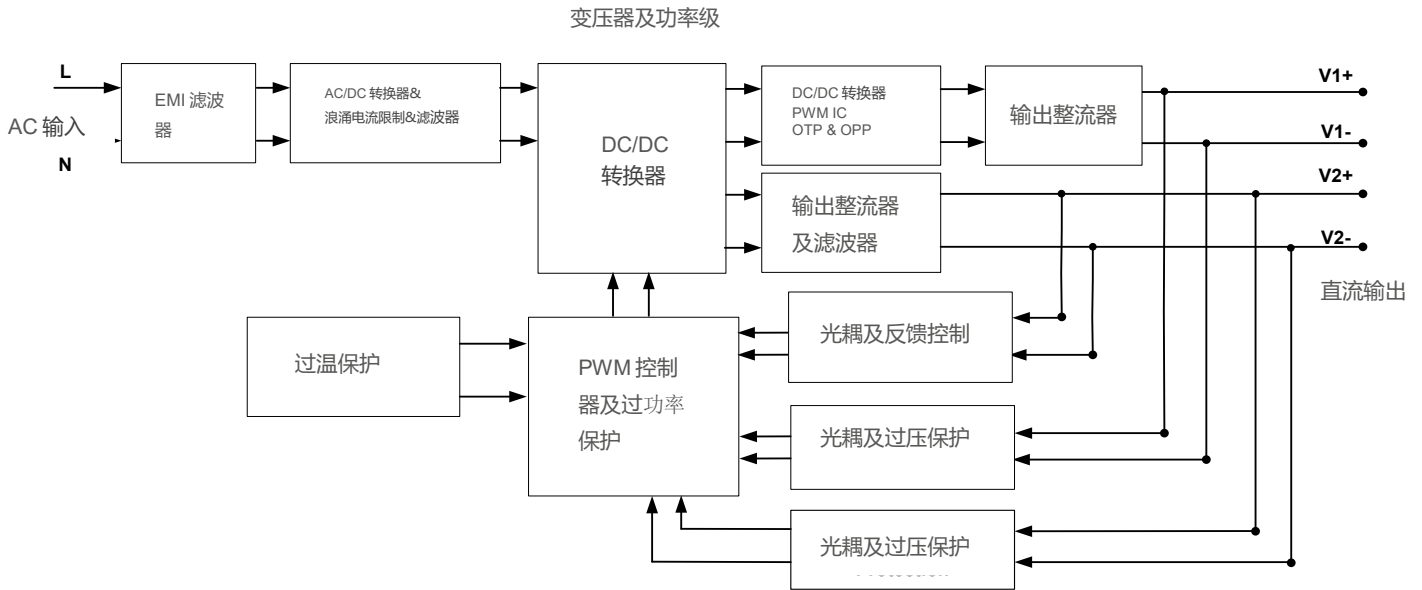 变压器及功率级
L
AC 输入
N
EMI 滤波
器
AC/DC 转换器&
浪涌电流限制&滤波器
DC/DC
转换器
DC/DC 转换器
PWM IC
OTP & OPP
输出整流器
V1+
V1-
V2+
V2-
输出整流器
及滤波器
直流输出
过温保护
PWM 控制
器及过功率
保护
光耦及反馈控制
光耦及过压保护
光耦及过压保护